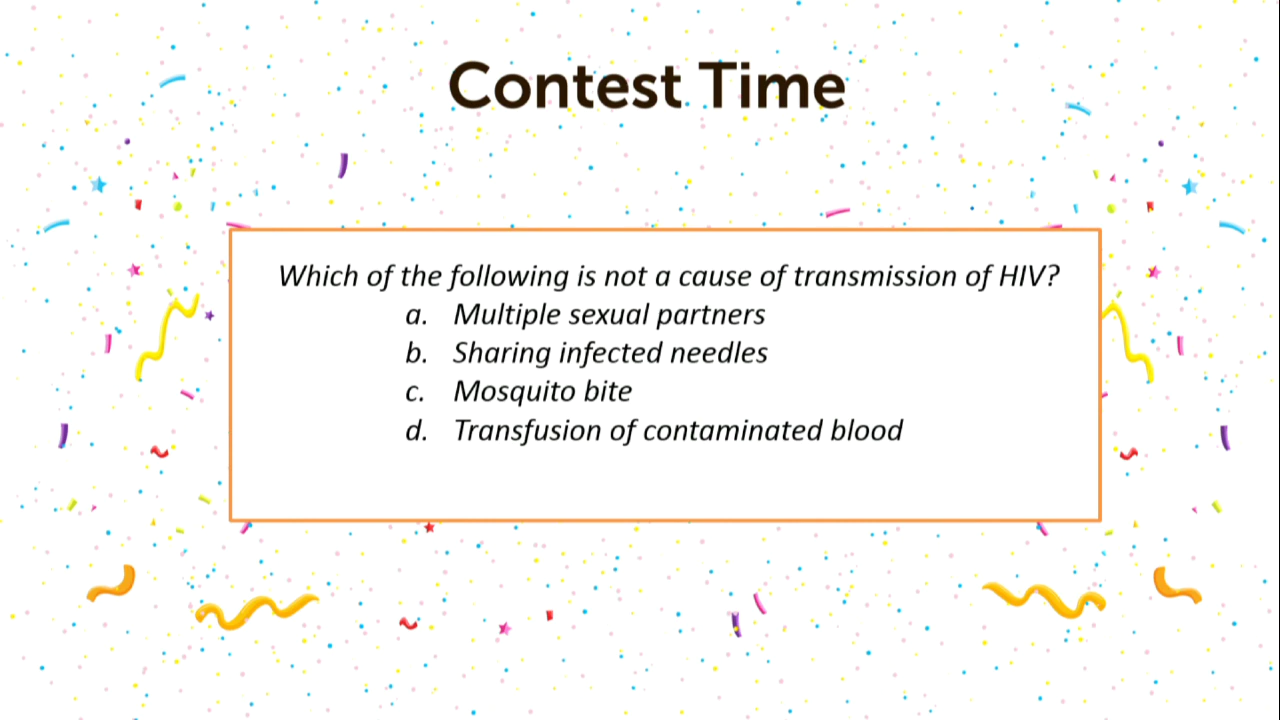 Contest Time
Which of the following is not a cause of transmission of HIV?
a. Multiple sexual partners
b. Sharing infected needles
c. Mosquito bite
d. Transfusion of contaminated blood